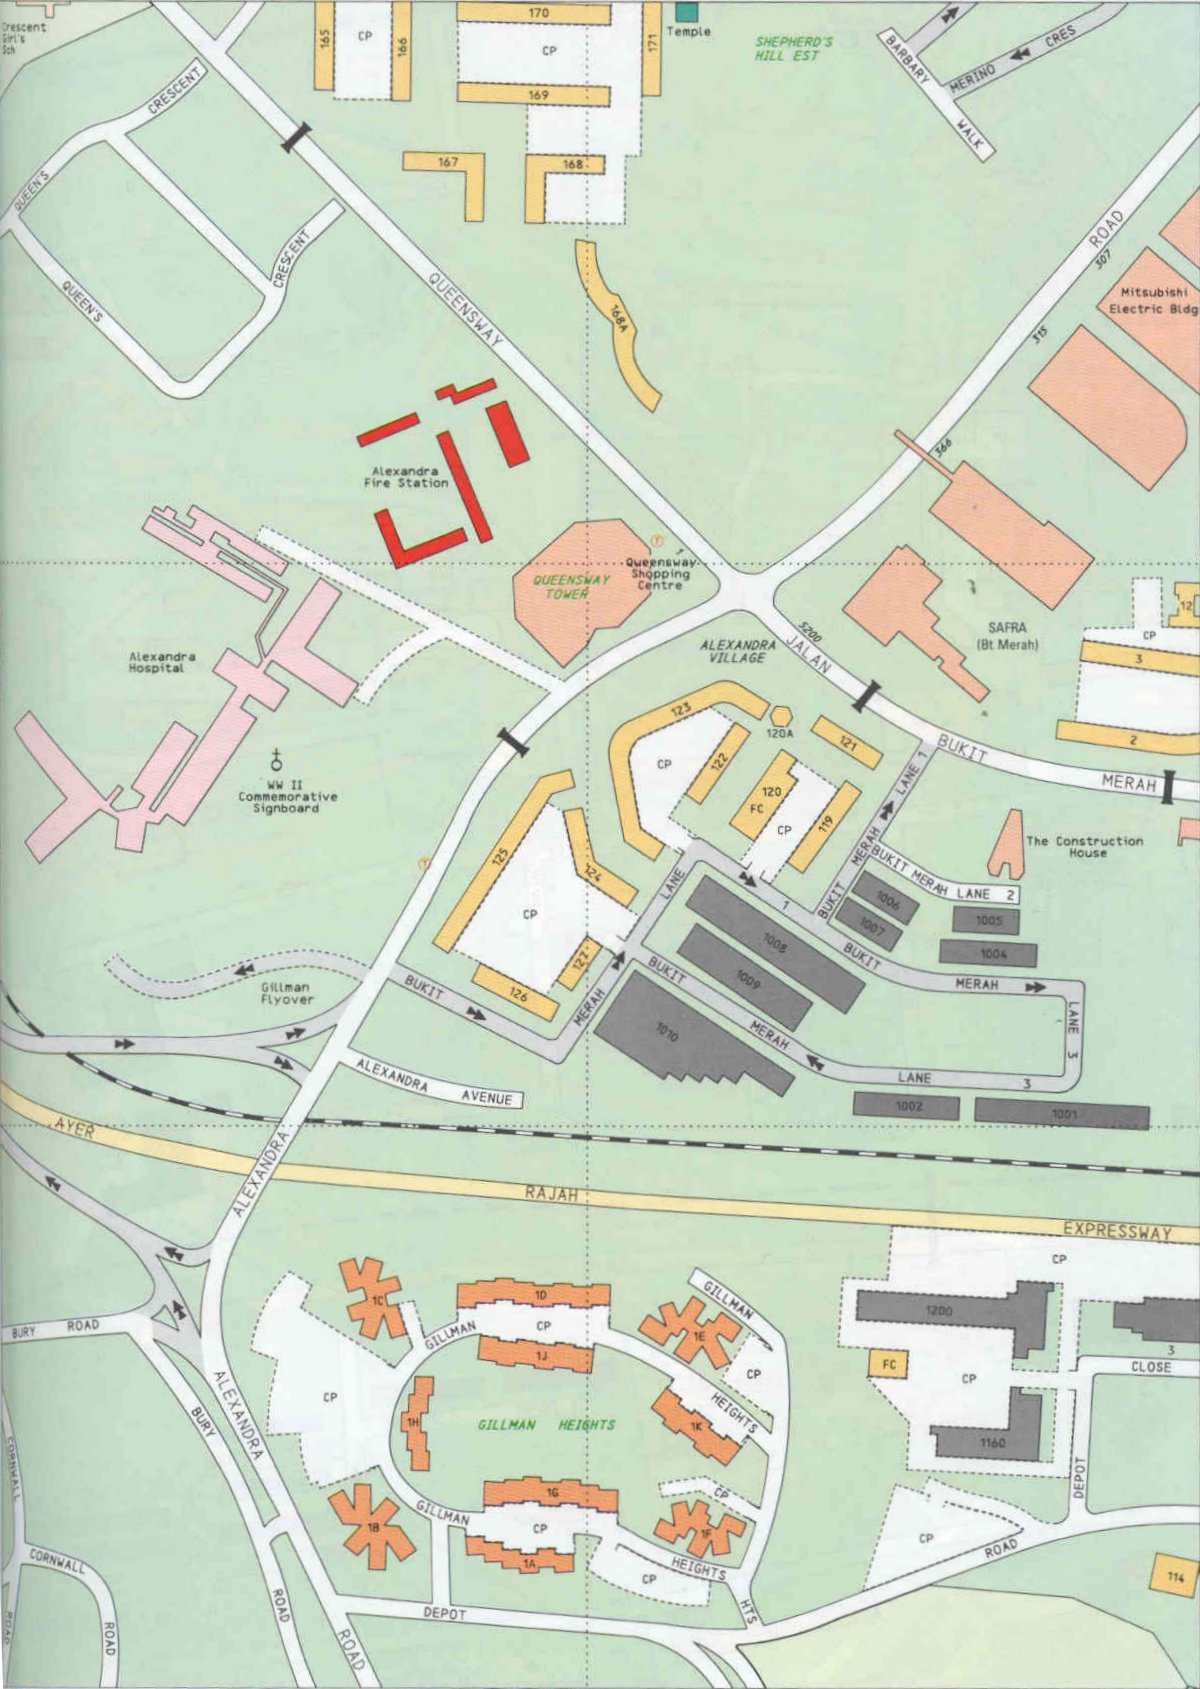 Crescent
Girl's
Sch
165
CP
166
170
CP
169
171
Temple
SHEPHERD'S
HILL EST
BARBARY
WALK
MERINO CRES
167
168
168A
CRESCENT
QUEEN'S
QUEEN'S
CRESCENT
QUEENSWAY
ROAD
307
315
366
Mitsubishi
Electric Bldg
Alexandra
Fire Station
QUEENSWAY
TOWER
Queensway
Shopping
Centre
Alexandra
Hospital
WW II
Commemorative
Signboard
ALEXANDRA
VILLAGE
5200
JALAN
BUKIT
MERAH
SAFRA
(Bt Merah)
12
CP
3
2
123
120A
121
122
CP
120
FC
CP
119
125
124
CP
127
126
BUKIT MERAH LANE 1
BUKIT MERAH LANE 2
The Construction
House
1006
1007
1005
1004
1008
1009
1010
BUKIT
MERAH
LANE
1
BUKIT
MERAH
LANE 3
BUKIT
MERAH
LANE
3
1002
1001
Gillman
Flyover
ALEXANDRA
AVENUE
AYER
RAJAH
EXPRESSWAY
ALEXANDRA
BURY ROAD
BURY
ROAD
ALEXANDRA
ROAD
CORNWALL
ROAD
CORNWALL
ROAD
1C
1D
CP
1J
GILLMAN
GILLMAN
1E
CP
CP
HEIGHTS
1K
1H
GILLMAN HEIGHTS
1G
CP
1A
1B
GILLMAN
CP
1F
HEIGHTS
CP
HTS
DEPOT
ROAD
CP
1200
FC
CP
1160
3
CLOSE
DEPOT
CP
114